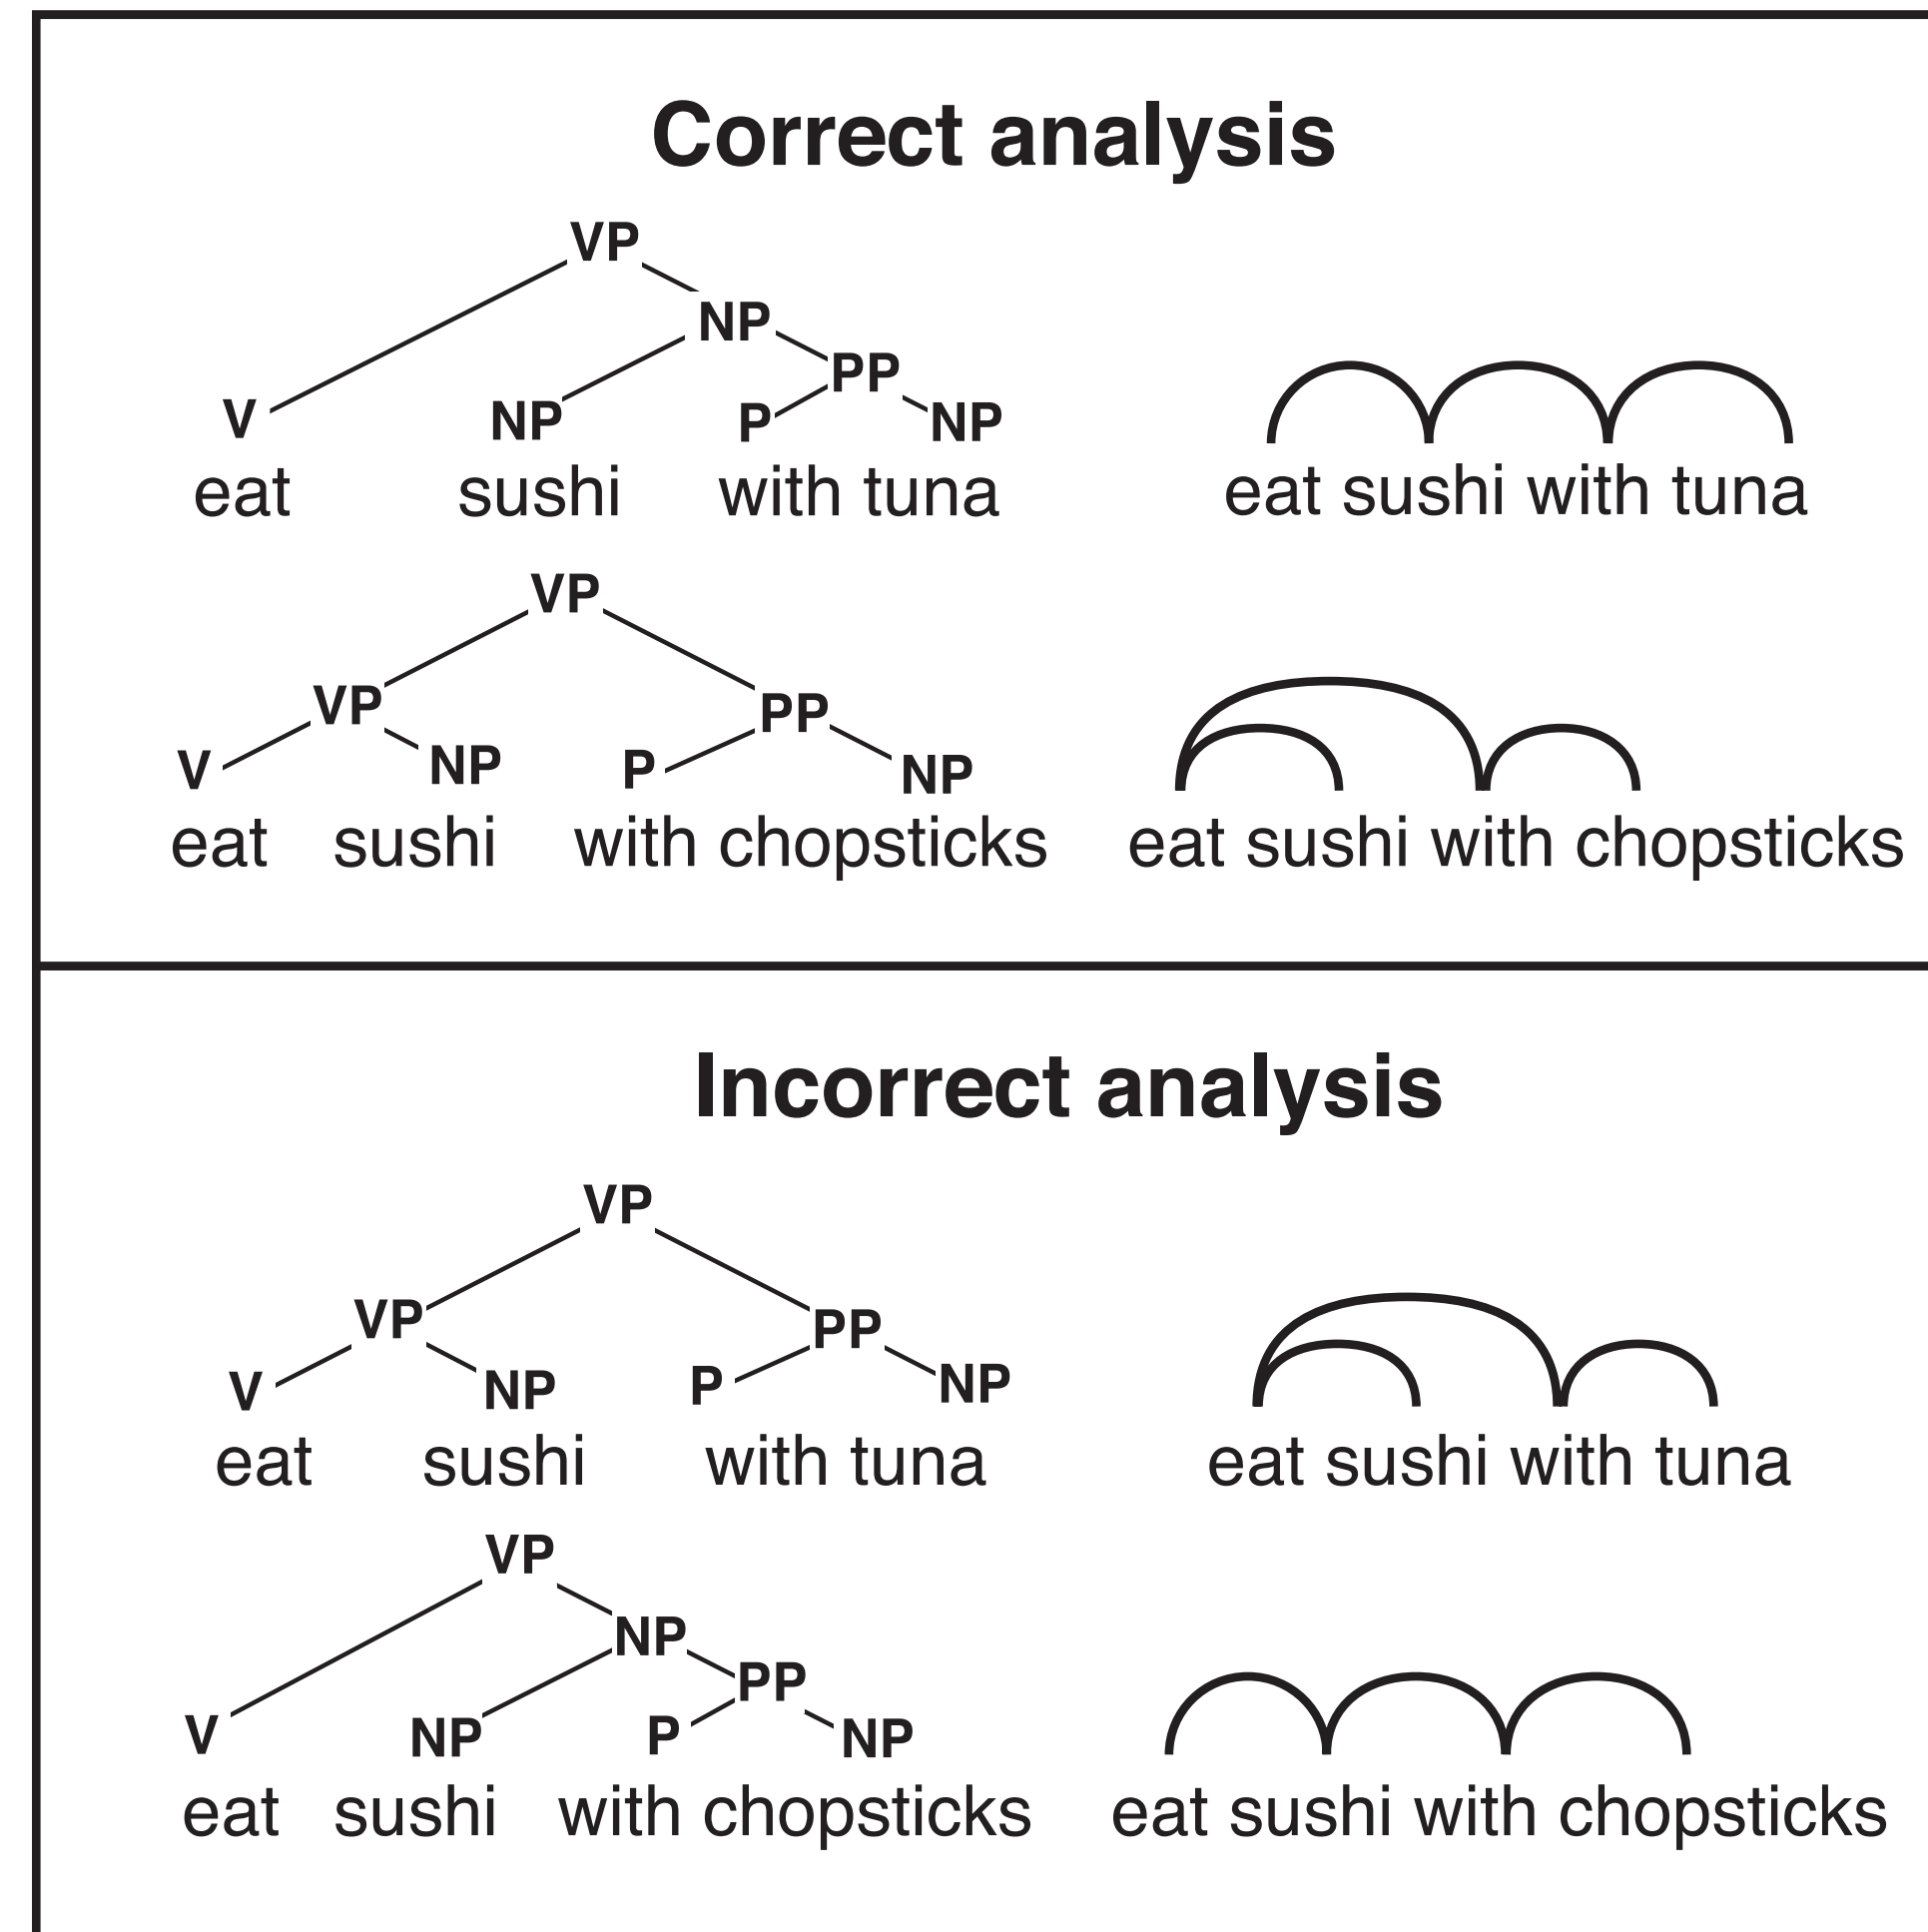 Correct analysis
VP
NP
PP
V NP P NP
eat sushi with tuna
eat sushi with tuna
VP
VP PP
V NP P NP
eat sushi with chopsticks
eat sushi with chopsticks
Incorrect analysis
VP
VP PP
V NP P NP
eat sushi with tuna
eat sushi with tuna
VP
NP
PP
V NP P NP
eat sushi with chopsticks
eat sushi with chopsticks